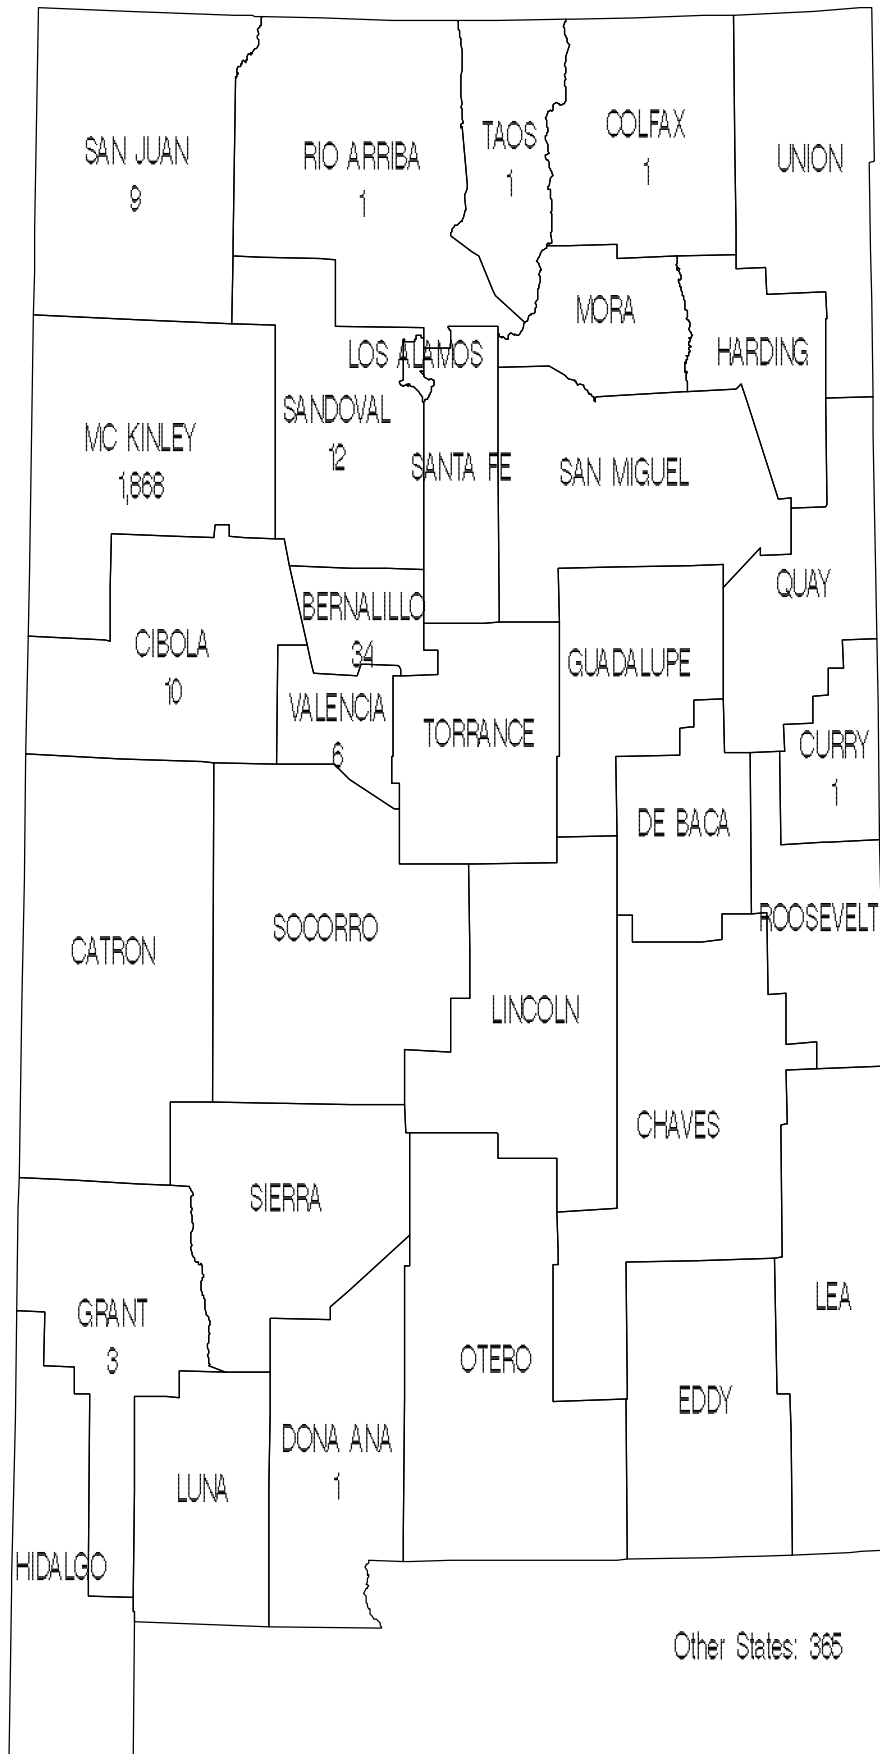 SAN JUAN
9
RIO ARRIBA
1
TAOS
1
COLFAX
1
UNION
MORA
HARDING
LOS ALAMOS
SANDOVAL
12
MC KINLEY
1,868
SANTA FE
SAN MIGUEL
QUAY
BERNALILLO
34
CIBOLA
10
GUADALUPE
VALENCIA
6
TORRANCE
CURRY
1
DE BACA
ROOSEVELT
SOCORRO
CATRON
LINCOLN
CHAVES
SIERRA
LEA
GRANT
3
OTERO
EDDY
DONA ANA
1
LUNA
HIDALGO
Other States: 365